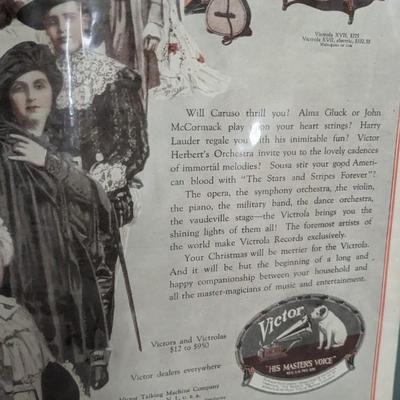 Victrola XVII, $275
Victrola XVII, electric, $332.50
Mahogany or oak
Will Caruso thrill you? Alma Gluck or John
McCormack play upon your heart strings? Harry
Lauder regale you with his inimitable fun? Victor
Herbert's Orchestra invite you to the lovely cadences
of immortal melodies? Sousa stir your good Ameri-
can blood with "The Stars and Stripes Forever"?
The opera, the symphony orchestra, the violin,
the piano, the military band, the dance orchestra,
the vaudeville stage—the Victrola brings you the
shining lights of them all! The foremost artists of
the world make Victrola Records exclusively.
Your Christmas will be merrier for the Victrola.
And it will be but the beginning of a long and
happy companionship between your household and
all the master-magicians of music and entertainment.
Victors and Victrolas
$12 to $950
Victor dealers everywhere
Victor Talking Machine Company
Victor
"HIS MASTER'S VOICE"
REG. U.S. PAT. OFF.